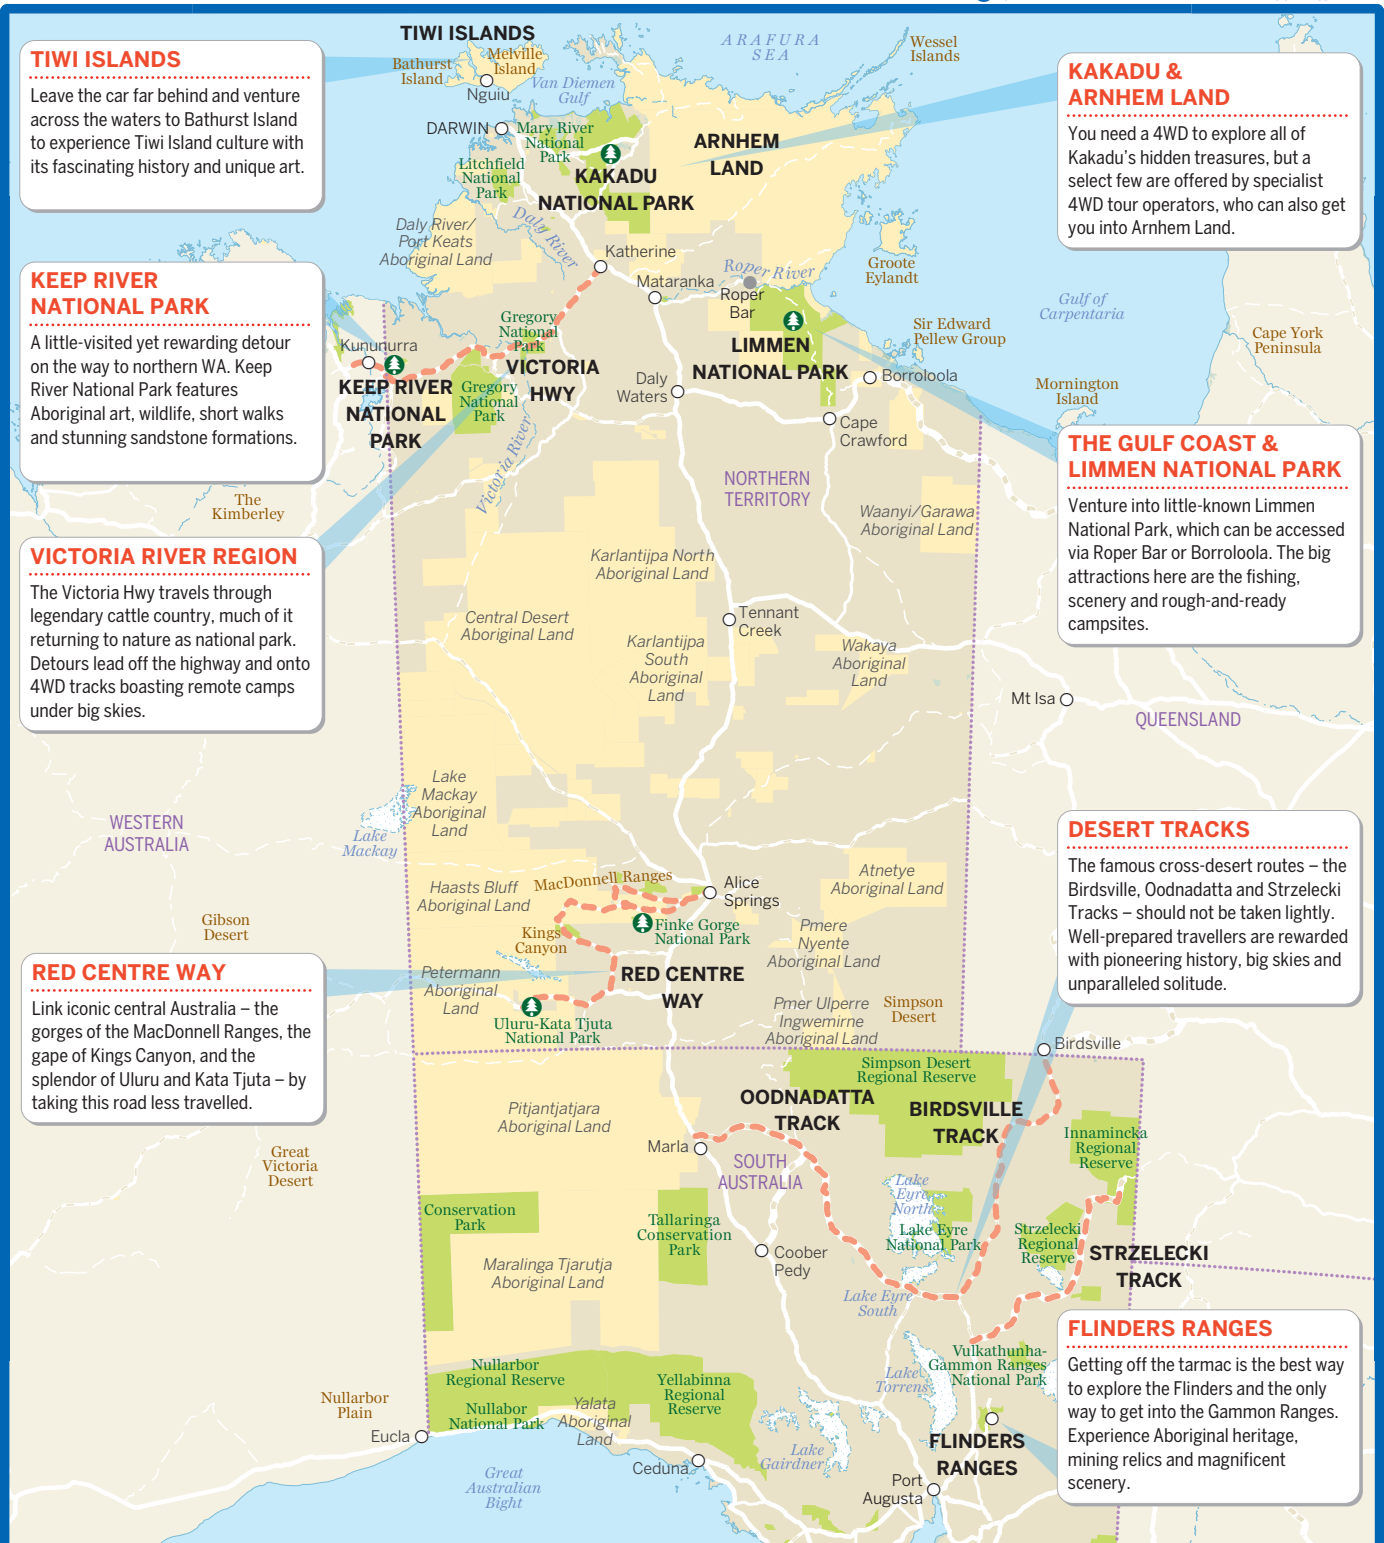 TIWI ISLANDS
Leave the car far behind and venture
across the waters to Bathurst Island
to experience Tiwi Island culture with
its fascinating history and unique art.
KEEP RIVER
NATIONAL PARK
A little-visited yet rewarding detour
on the way to northern WA. Keep
River National Park features
Aboriginal art, wildlife, short walks
and stunning sandstone formations.
VICTORIA RIVER REGION
The Victoria Hwy travels through
legendary cattle country, much of it
returning to nature as national park.
Detours lead off the highway and onto
4WD tracks boasting remote camps
under big skies.
RED CENTRE WAY
Link iconic central Australia – the
gorges of the MacDonnell Ranges, the
gape of Kings Canyon, and the
splendor of Uluru and Kata Tjuta – by
taking this road less travelled.
KAKADU &
ARNHEM LAND
You need a 4WD to explore all of
Kakadu's hidden treasures, but a
select few are offered by specialist
4WD tour operators, who can also get
you into Arnhem Land.
THE GULF COAST &
LIMMEN NATIONAL PARK
Venture into little-known Limmen
National Park, which can be accessed
via Roper Bar or Borroloola. The big
attractions here are the fishing,
scenery and rough-and-ready
campsites.
DESERT TRACKS
The famous cross-desert routes – the
Birdsville, Oodnadatta and Strzelecki
Tracks – should not be taken lightly.
Well-prepared travellers are rewarded
with pioneering history, big skies and
unparalleled solitude.
FLINDERS RANGES
Getting off the tarmac is the best way
to explore the Flinders and the only
way to get into the Gammon Ranges.
Experience Aboriginal heritage,
mining relics and magnificent
scenery.
TIWI ISLANDS
Bathurst
Island
Melville
Island
Nguiu
Van Diemen
Gulf
ARAFURA
SEA
Wessel
Islands
DARWIN
Mary River
National
Park
Litchfield
National
Park
KAKADU
NATIONAL PARK
ARNHEM
LAND
Daly River/
Port Keats
Aboriginal Land
Daly River
Katherine
Mataranka
Roper River
Roper
Bar
Groote
Eylandt
Gulf of
Carpentaria
Cape York
Peninsula
Sir Edward
Pellew Group
Mornington
Island
Gregory
National
Park
Kununurra
KEEP RIVER
NATIONAL
PARK
Gregory
National
Park
VICTORIA
HWY
Victoria River
LIMMEN
NATIONAL PARK
Daly
Waters
Borroloola
Cape
Crawford
NORTHERN
TERRITORY
The
Kimberley
Waanyi/Garawa
Aboriginal Land
Karlantijpa North
Aboriginal Land
Central Desert
Aboriginal Land
Karlantijpa
South
Aboriginal
Land
Tennant
Creek
Wakaya
Aboriginal
Land
Mt Isa
QUEENSLAND
WESTERN
AUSTRALIA
Lake
Mackay
Aboriginal
Land
Lake
Mackay
Gibson
Desert
Haasts Bluff
Aboriginal Land
MacDonnell Ranges
Alice
Springs
Atnetye
Aboriginal Land
Finke Gorge
National Park
Kings
Canyon
Pmere
Nyente
Aboriginal Land
Petermann
Aboriginal
Land
RED CENTRE
WAY
Uluru-Kata Tjuta
National Park
Pmer Ulperre
Ingwemirne
Aboriginal Land
Simpson
Desert
Birdsville
Simpson Desert
Regional Reserve
OODNADATTA
TRACK
BIRDSVILLE
TRACK
Pitjantjatjara
Aboriginal Land
Marla
SOUTH
AUSTRALIA
Innamincka
Regional
Reserve
Great
Victoria
Desert
Lake
Eyre
North
Lake Eyre
National Park
Strzelecki
Regional
Reserve
STRZELECKI
TRACK
Conservation
Park
Tallaringa
Conservation
Park
Maralinga Tjarutja
Aboriginal Land
Coober
Pedy
Lake Eyre
South
Lake
Torrens
Vulkathunha-
Gammon Ranges
National Park
Nullarbor
Regional Reserve
Nullabor
National Park
Yalata
Aboriginal
Land
Yellabinna
Regional
Reserve
Nullarbor
Plain
Eucla
Great
Australian
Bight
Ceduna
Lake
Gairdner
FLINDERS
RANGES
Port
Augusta